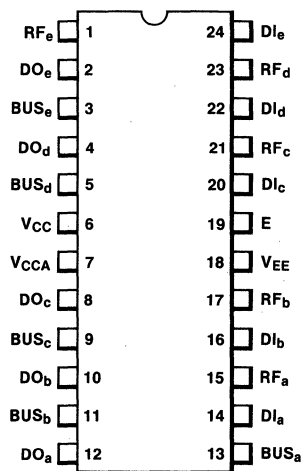 RFe 1 24 DIe
DOe 2 23 RFd
BUSe 3 22 DId
DOd 4 21 RFc
BUSd 5 20 DIc
VCC 6 19 E
VCCA 7 18 VEE
DOc 8 17 RFb
BUSc 9 16 DIb
DOb 10 15 RFa
BUSb 11 14 DIa
DOa 12 13 BUSa